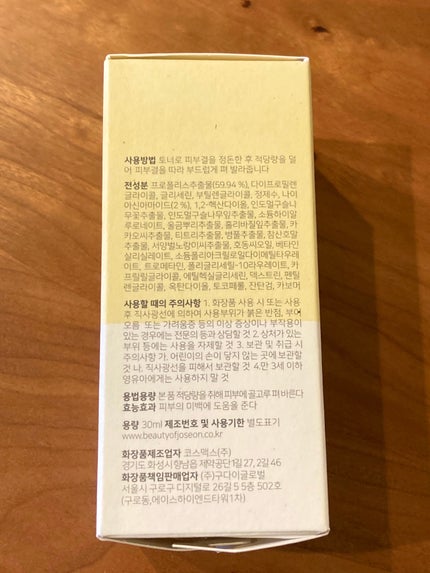 사용방법 토너로 피부결을 정돈한 후 적당량을 덜
어 피부결을 따라 부드럽게 펴 발라줍니다
전성분 프로폴리스추출물(59.94 %), 다이프로필렌
글라이콜, 글리세린, 부틸렌글라이콜, 정제수, 나이
아신아마이드(2 %), 1,2-헥산다이올, 인도멀구슬나
무꽃추출물, 인도멀구슬나무잎추출물, 소듐하이알
루로네이트, 울금뿌리추출물, 홀리바질잎추출물, 카
카오씨추출물, 티트리추출물, 병풀추출물, 참산호말
추출물, 서양벌노랑이씨추출물, 호동씨오일, 베타인
살리실레이트, 소듐폴리아크릴로일다이메틸타우레
이트, 트로메타민, 폴리글리세릴-10라우레이트, 카
프릴릴글라이콜, 에틸헥실글리세린, 덱스트린, 펜틸
렌글라이콜, 옥탄다이올, 토코페롤, 잔탄검, 카보머
사용할 때의 주의사항 1. 화장품 사용 시 또는 사용
후 직사광선에 의하여 사용부위가 붉은 반점, 부어
오름 또는 가려움증 등의 이상 증상이나 부작용이
있는 경우에는 전문의 등과 상담할 것 2. 상처가 있는
부위 등에는 사용을 자제할 것 3. 보관 및 취급 시
주의사항 가. 어린이의 손이 닿지 않는 곳에 보관할
것 나. 직사광선을 피해서 보관할 것 4.만 3세 이하
영유아에게는 사용하지 말 것
용법용량 본 품 적당량을 취해 피부에 골고루 펴 바른다
효능효과 피부의 미백에 도움을 준다
용량 30ml 제조번호 및 사용기한 별도표기
www.beautyofjoseon.co.kr
화장품제조업자 코스맥스(주)
경기도 화성시 향남읍 제약공단1길 27, 2길 46
화장품책임판매업자 (주)구다이글로벌
서울시 구로구 디지털로 26길 5 5층 502호
(구로동,에이스하이엔드타워1차)